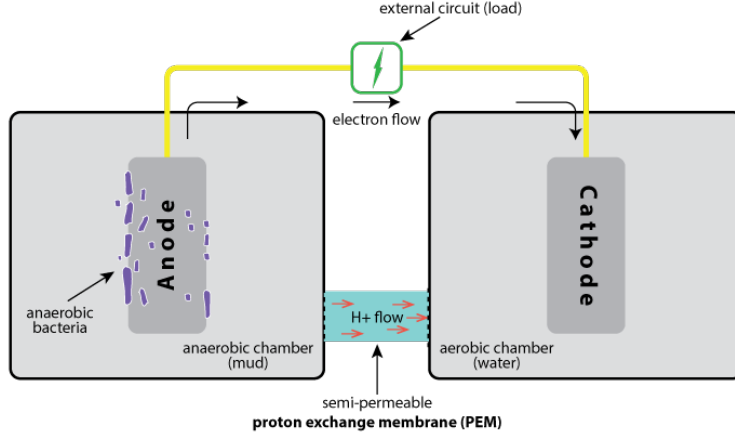 external circuit (load)
electron flow
Anode
Cathode
anaerobic
bacteria
anaerobic chamber
(mud)
H+ flow
aerobic chamber
(water)
semi-permeable
proton exchange membrane (PEM)